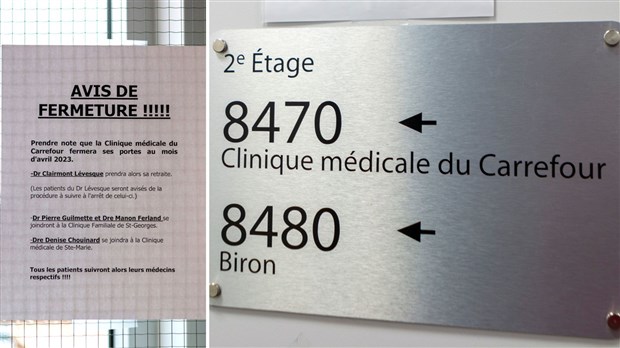 AVIS DE
FERMETURE !!!!!
Prendre note que la Clinique médicale du
Carrefour fermera ses portes au mois
d'avril 2023.
-Dr Clairmont Lévesque prendra alors sa retraite.
(Les patients du Dr Lévesque seront avisés de la
procédure à suivre à l'arrêt de celui-ci.)
-Dr Pierre Guilmette et Dre Manon Ferland se
joindront à la Clinique Familiale de St-Georges.
-Dre Denise Chouinard se joindra à la Clinique
médicale de Ste-Marie.
Tous les patients suivront alors leurs médecins
respectifs !!!!
2e Étage
8470
Clinique médicale du Carrefour
8480
Biron